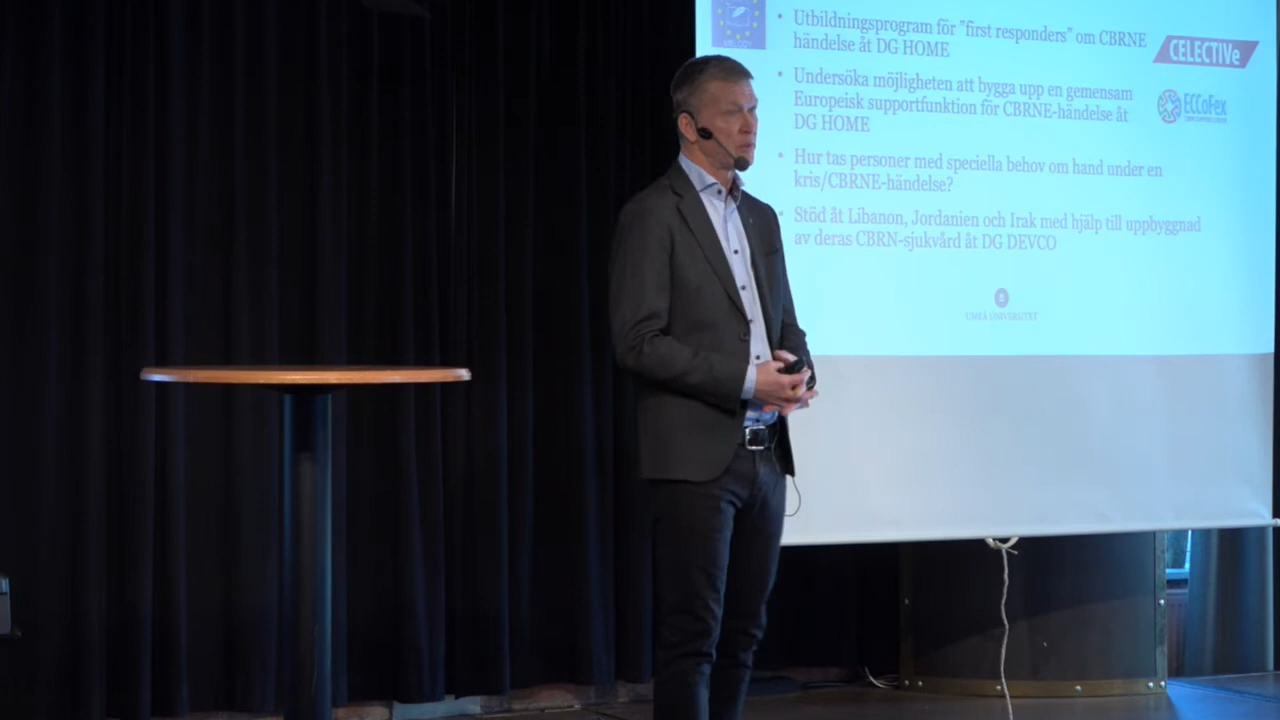 Utbildningsprogram för ”first responders” om CBRNE
händelse åt DG HOME
CELECTIVe
Undersöka möjligheten att bygga upp en gemensam
Europeisk supportfunktion för CBRNE-händelse åt
DG HOME
ECCoFex
Hur tas personer med speciella behov om hand under en
kris/CBRNE-händelse?
Stöd åt Libanon, Jordanien och Irak med hjälp till uppbyggnad
av deras CBRN-sjukvård åt DG DEVCO
UMEÅ UNIVERSITET